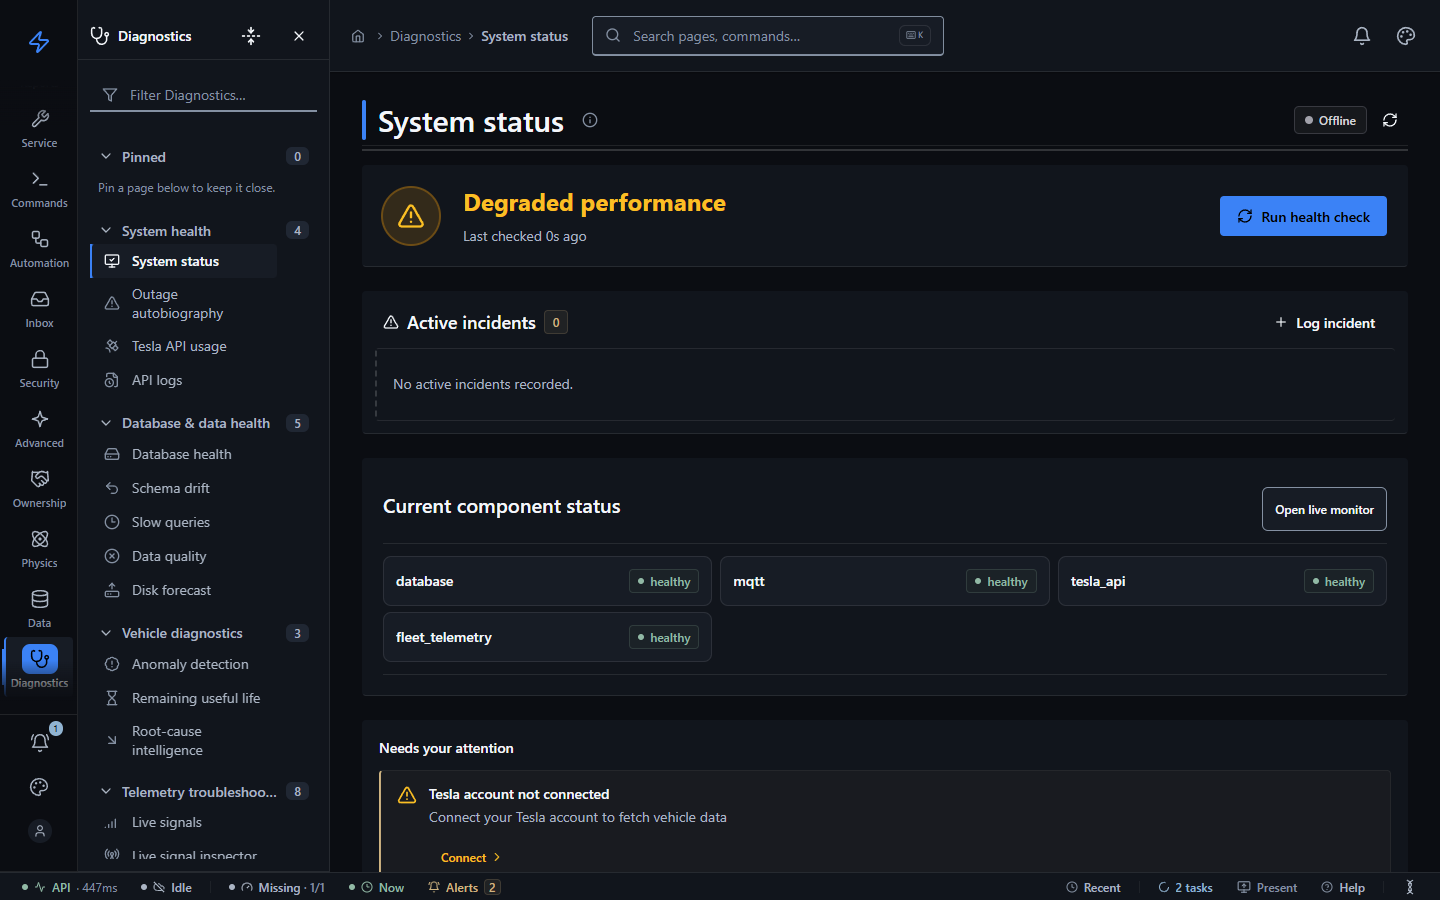 Diagnostics
Diagnostics
System status
Search pages, commands...
K
Filter Diagnostics...
Service
Commands
Automation
Inbox
Security
Advanced
Ownership
Physics
Data
Diagnostics
1
Pinned
0
Pin a page below to keep it close.
System health
4
System status
Outage
autobiography
Tesla API usage
API logs
Database & data health
5
Database health
Schema drift
Slow queries
Data quality
Disk forecast
Vehicle diagnostics
3
Anomaly detection
Remaining useful life
Root-cause
intelligence
Telemetry troubleshoo...
8
Live signals
Live signal inspector
System status
Offline
Degraded performance
Last checked 0s ago
Run health check
Active incidents
0
Log incident
No active incidents recorded.
Current component status
Open live monitor
database
healthy
mqtt
healthy
tesla_api
healthy
fleet_telemetry
healthy
Needs your attention
Tesla account not connected
Connect your Tesla account to fetch vehicle data
Connect
API · 447ms
Idle
Missing · 1/1
Now
Alerts
2
Recent
2 tasks
Present
Help